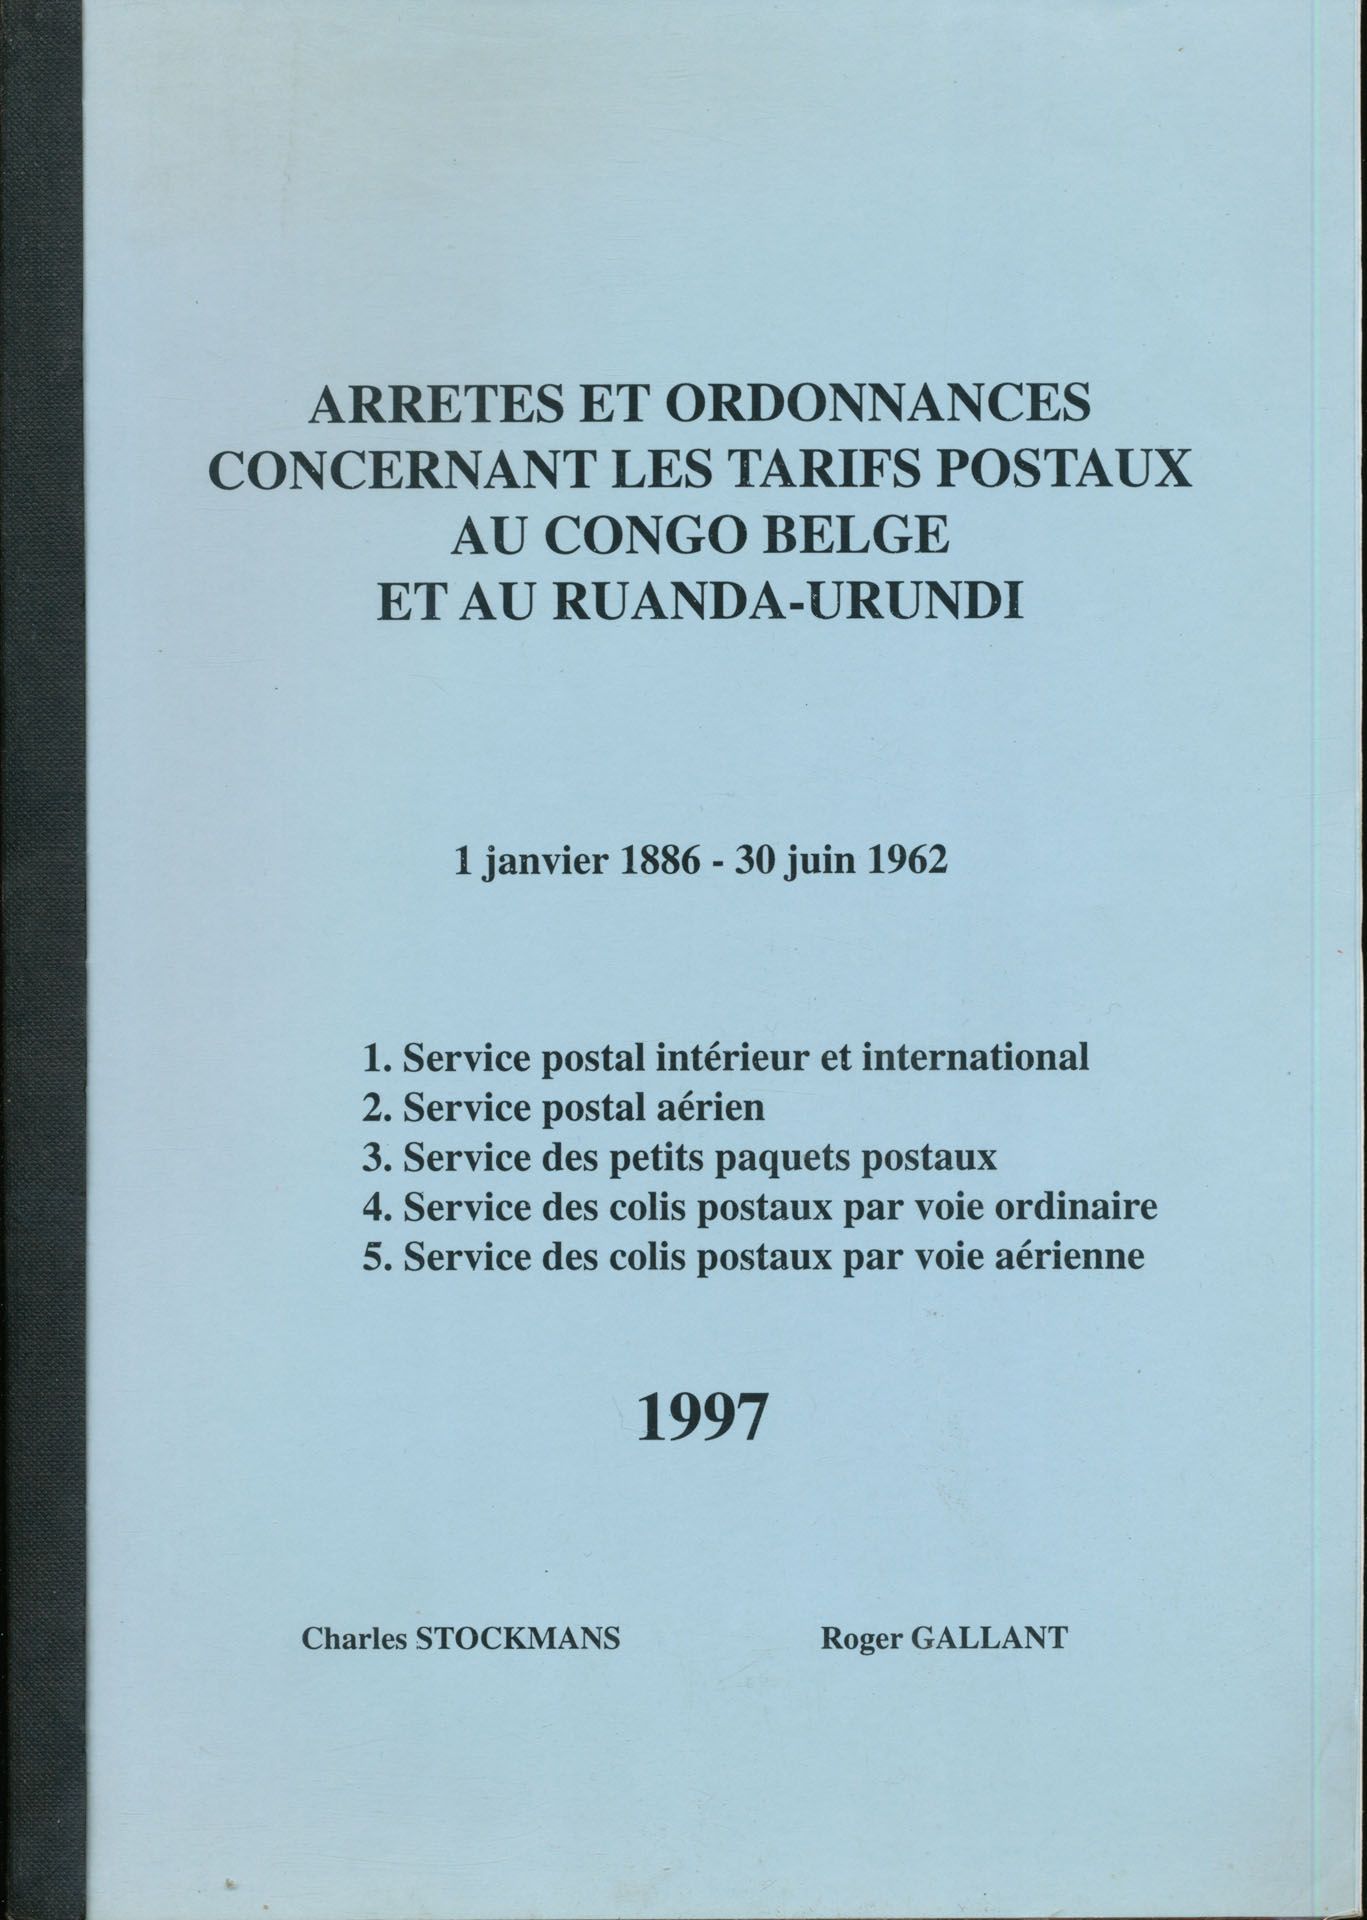 ARRETES ET ORDONNANCES
CONCERNANT LES TARIFS POSTAUX
AU CONGO BELGE
ET AU RUANDA-URUNDI
1 janvier 1886 - 30 juin 1962
1. Service postal intérieur et international
2. Service postal aérien
3. Service des petits paquets postaux
4. Service des colis postaux par voie ordinaire
5. Service des colis postaux par voie aérienne
1997
Charles STOCKMANS Roger GALLANT